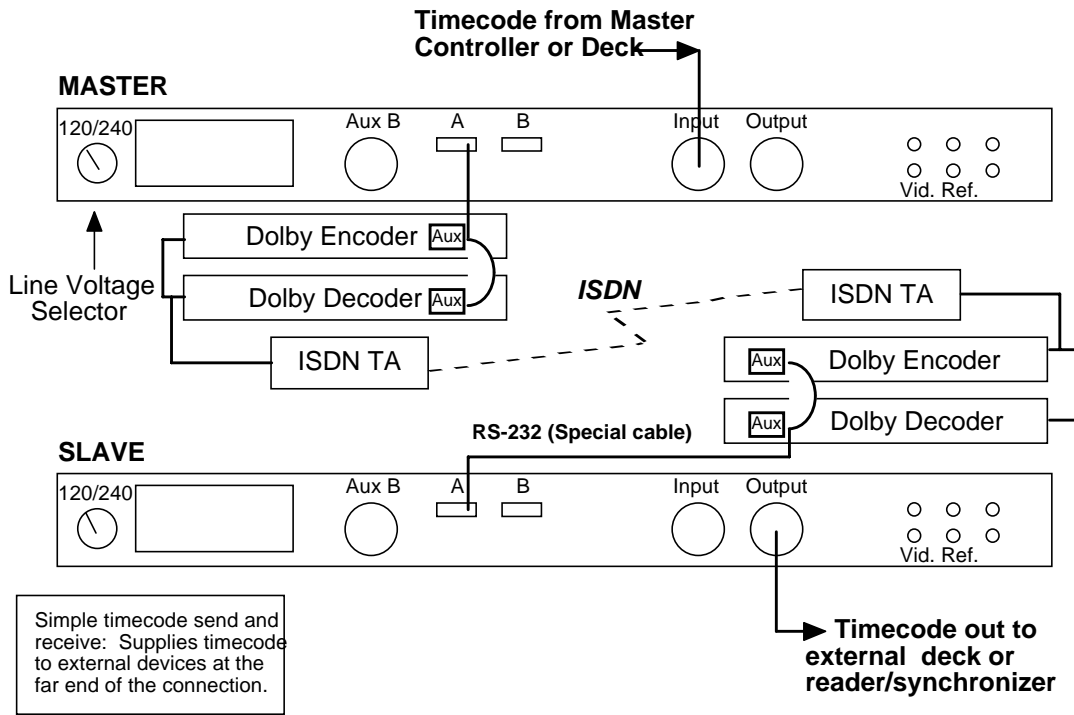 Timecode from Master
Controller or Deck
MASTER
120/240
Aux B
A
B
Input
Output
Vid. Ref.
Line Voltage
Selector
Dolby Encoder
Aux
Dolby Decoder
Aux
ISDN TA
ISDN
ISDN TA
Aux
Dolby Encoder
Aux
Dolby Decoder
RS-232 (Special cable)
SLAVE
120/240
Aux B
A
B
Input
Output
Vid. Ref.
Simple timecode send and
receive: Supplies timecode
to external devices at the
far end of the connection.
Timecode out to
external deck or
reader/synchronizer